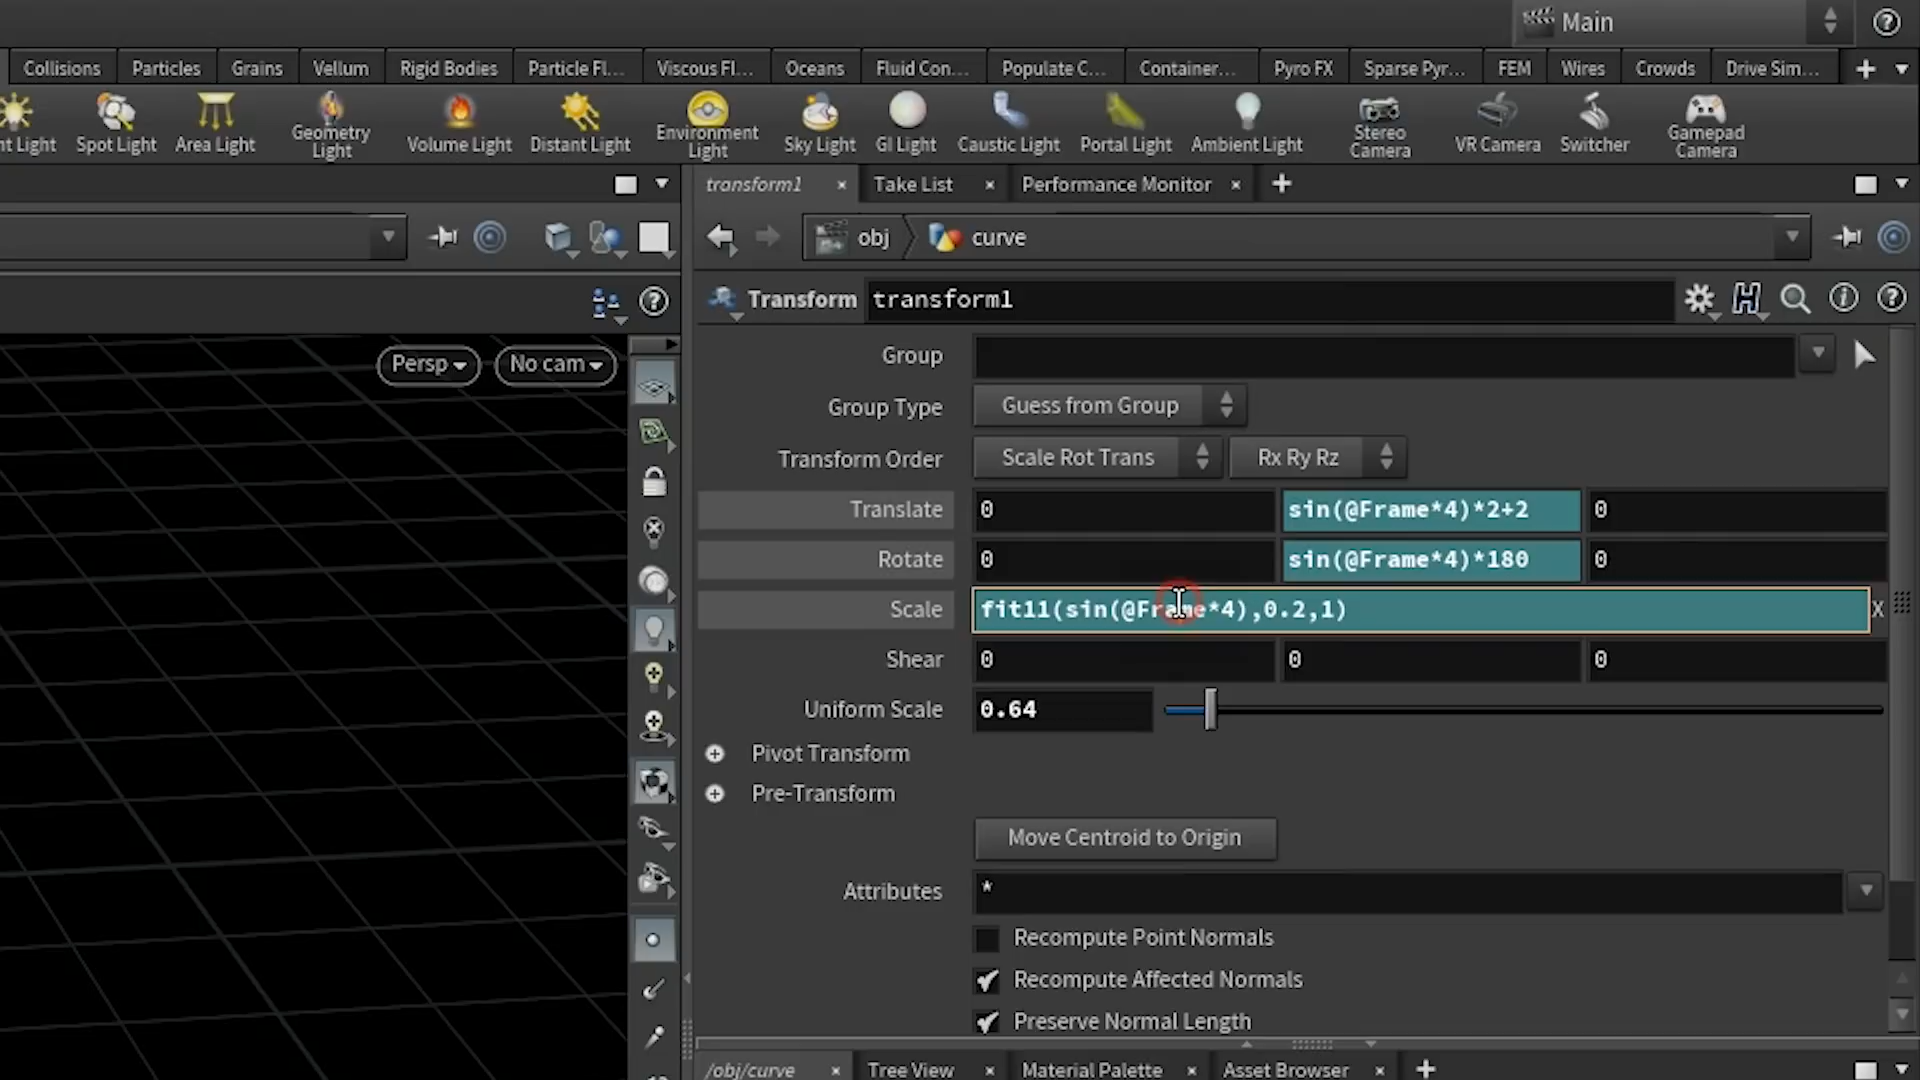 Main
Collisions Particles Grains Vellum Rigid Bodies Particle Fl... Viscous Fl... Oceans Fluid Con... Populate C... Container... Pyro FX Sparse Pyr... FEM Wires Crowds Drive Sim...
nt Light Spot Light Area Light Geometry Light Volume Light Distant Light Environment Light Sky Light GI Light Caustic Light Portal Light Ambient Light Stereo Camera VR Camera Switcher Gamepad Camera
transform1 × Take List × Performance Monitor × +
obj curve
Transform transform1
Persp No cam
Group
Group Type Guess from Group
Transform Order Scale Rot Trans Rx Ry Rz
Translate 0 sin(@Frame*4)*2+2 0
Rotate 0 sin(@Frame*4)*180 0
Scale fit11(sin(@Frame*4),0.2,1) X
Shear 0 0 0
Uniform Scale 0.64
Pivot Transform
Pre-Transform
Move Centroid to Origin
Attributes *
Recompute Point Normals
Recompute Affected Normals
Preserve Normal Length
/obj/curve × Tree View × Material Palette × Asset Browser × +